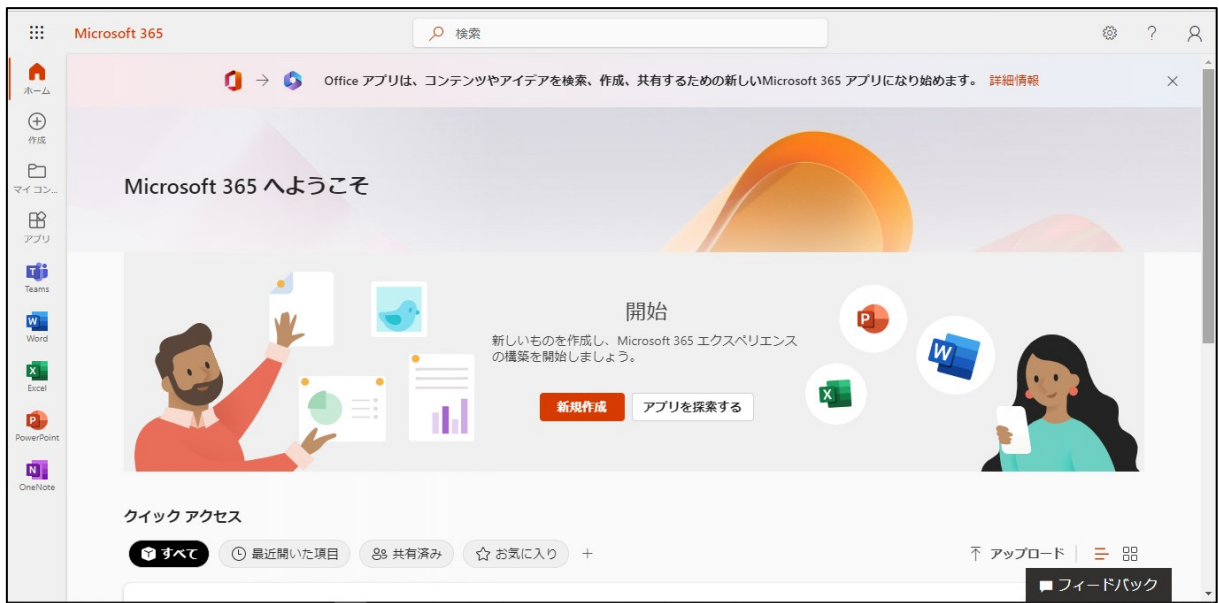 Microsoft 365
検索
?
Office アプリは、コンテンツやアイデアを検索、作成、共有するための新しいMicrosoft 365 アプリになり始めます。 詳細情報
ホーム
作成
マイ コン...
アプリ
Teams
Word
Excel
PowerPoint
OneNote
Microsoft 365 へようこそ
開始
新しいものを作成し、Microsoft 365 エクスペリエンス
の構築を開始しましょう。
新規作成 アプリを探索する
クイック アクセス
すべて 最近開いた項目 共有済み お気に入り + アップロード
フィードバック